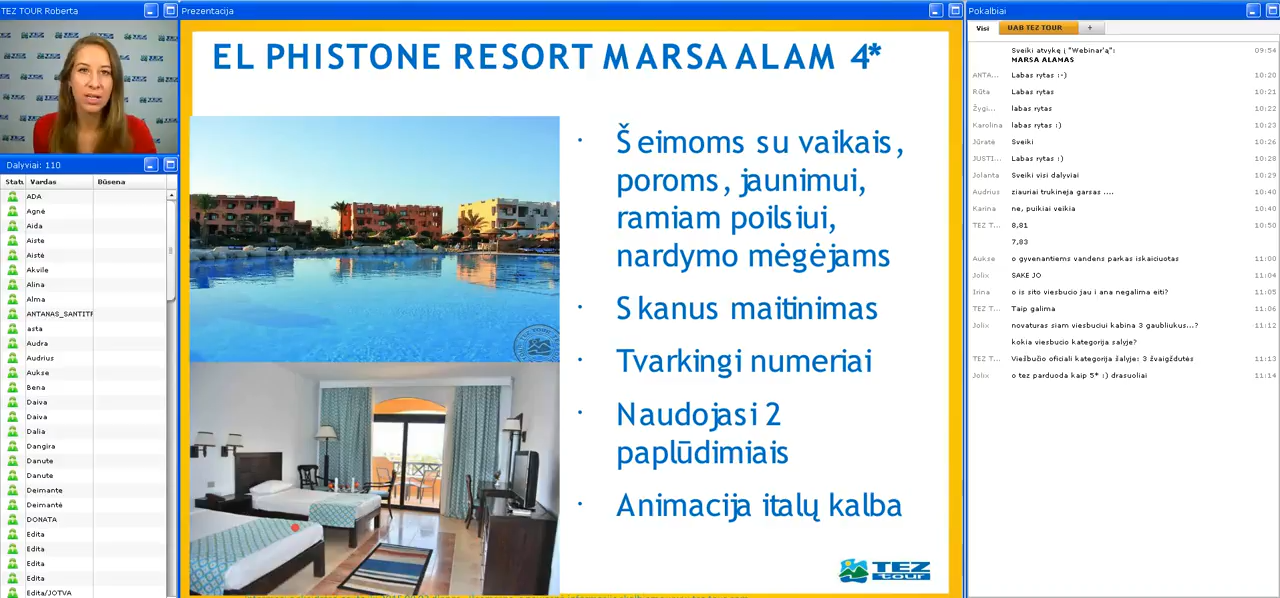 TEZ TOUR Roberta
Dalyviai: 110
Statu Vardas Būsena
ADA
Agnė
Aida
Aiste
Aistė
Akvile
Alina
Alma
ANTANAS_SANTITR
asta
Audra
Audrius
Aukse
Bena
Daiva
Daiva
Dalia
Dangira
Danute
Danute
Deimante
Deimantė
DONATA
Edita
Edita
Edita
Edita
Edita/JOTVA
Prezentacija
EL PHISTONE RESORT MARSA ALAM 4*
· Šeimoms su vaikais,
poroms, jaunimui,
ramiam poilsiui,
nardymo mėgėjams
· Skanus maitinimas
· Tvarkingi numeriai
· Naudojasi 2
paplūdimiais
· Animacija italų kalba
TEZ
tour
Pokalbiai
Visi UAB TEZ TOUR +
Sveiki atvykę į "Webinar'ą": 09:54
MARSA ALAMAS
ANTA... Labas rytas :-) 10:20
Rūta Labas rytas 10:21
Žygi... labas rytas 10:22
Karolina labas rytas :) 10:23
Jūratė Sveiki 10:26
JUSTI... Labas rytas :) 10:28
Jolanta Sveiki visi dalyviai 10:29
Audrius ziauriai trukineja garsas .... 10:40
Karina ne, puikiai veikia 10:40
TEZ T... 8,81 10:50
7,83
Aukse o gyvenantiems vandens parkas iskaiciuotas 11:00
Jolix SAKE JO 11:04
Irina o is sito viesbucio jau i ana negalima eiti? 11:05
TEZ T... Taip galima 11:06
Jolix novaturas siam viesbuciui kabina 3 gaubliukus...? 11:12
kokia viesbucio kategorija salyje?
TEZ T... Viešbučio oficiali kategorija šalyje: 3 žvaigždutės 11:13
Jolix o tez parduoda kaip 5* :) drasuoliai 11:14